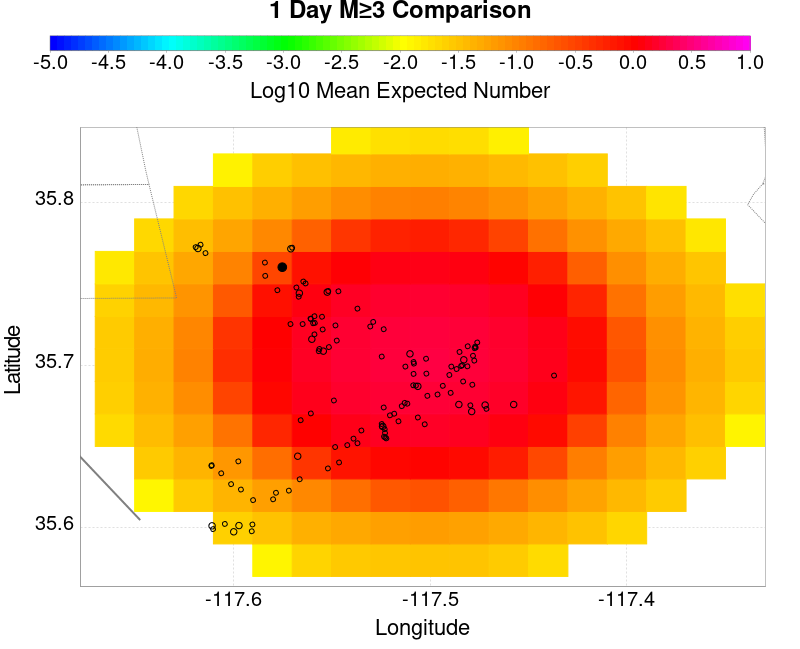 1 Day M≥3 Comparison
-5.0 -4.5 -4.0 -3.5 -3.0 -2.5 -2.0 -1.5 -1.0 -0.5 0.0 0.5 1.0
Log10 Mean Expected Number
35.8
35.7
35.6
Latitude
-117.6 -117.5 -117.4
Longitude